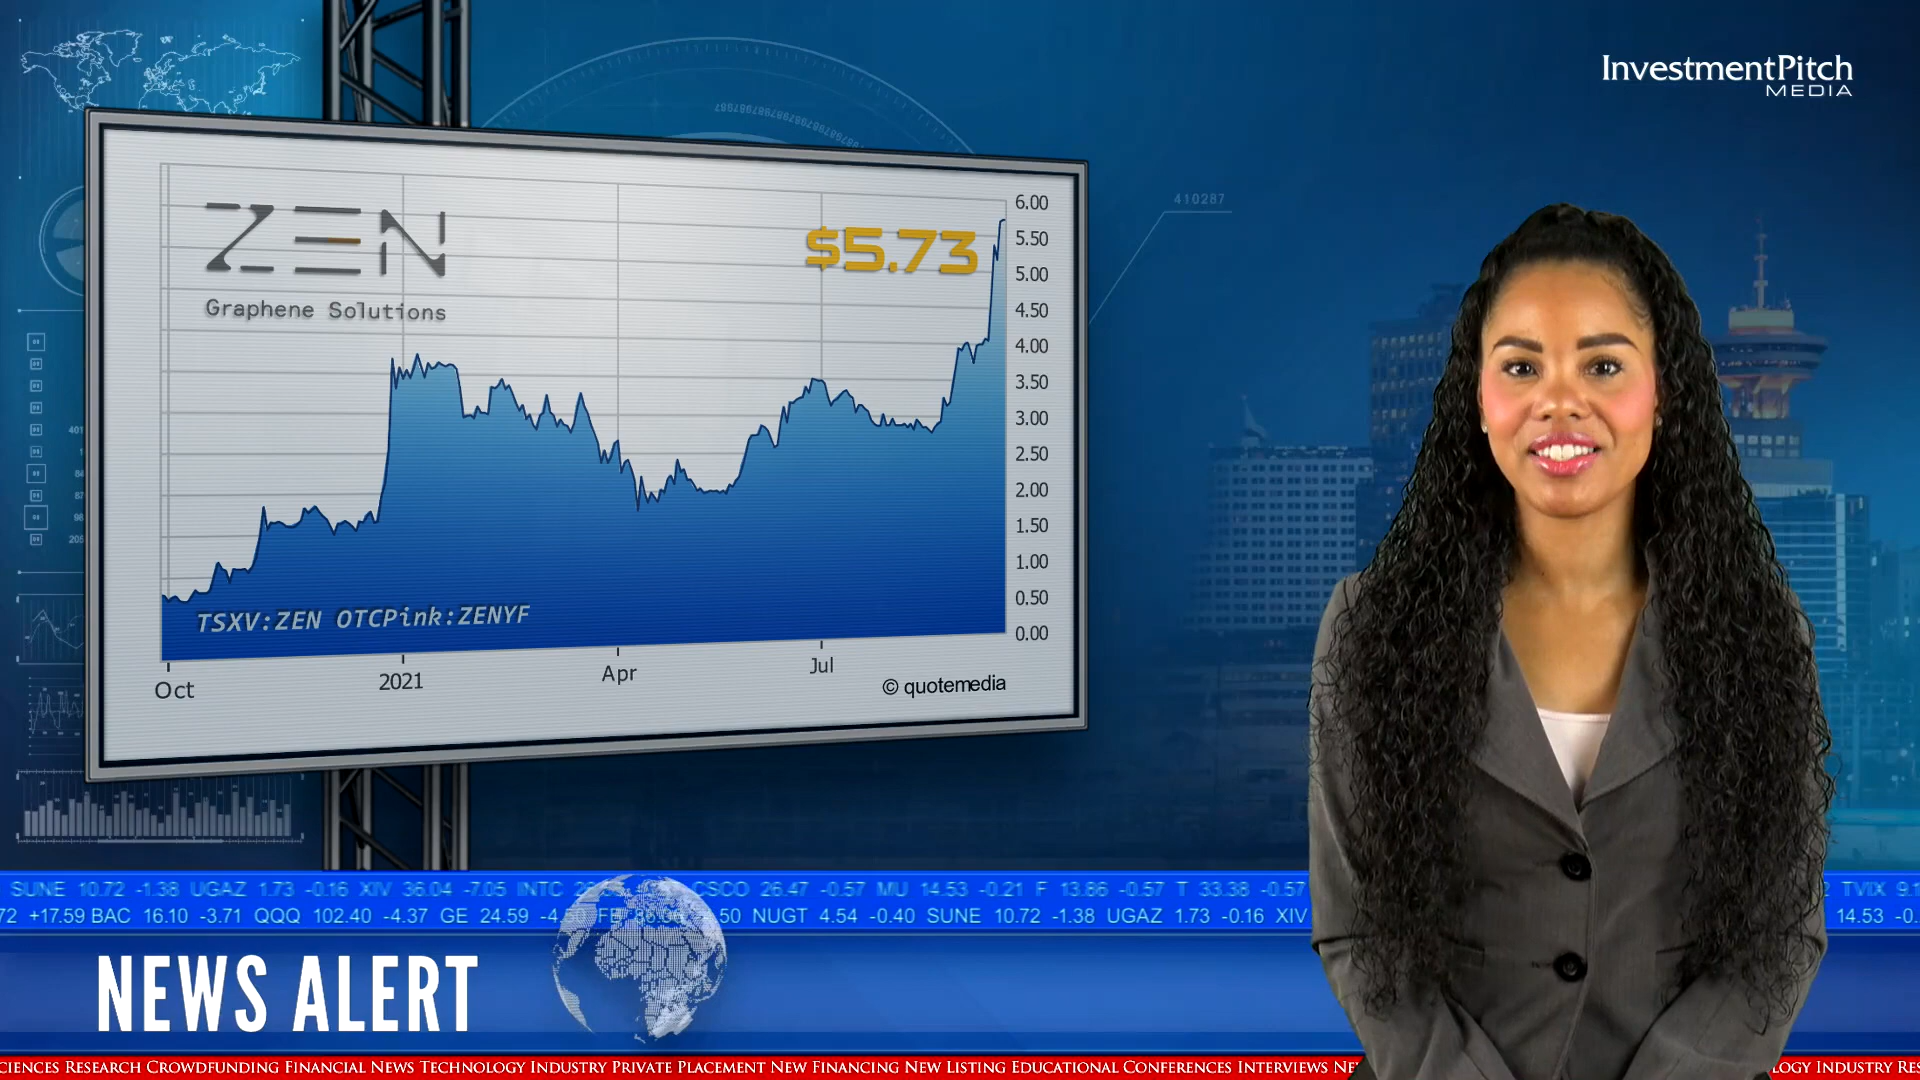 InvestmentPitch
MEDIA
410287
ZEN
Graphene Solutions
$5.73
6.00
5.50
5.00
4.50
4.00
3.50
3.00
2.50
2.00
1.50
1.00
0.50
0.00
TSXV:ZEN OTCPink:ZENYF
Oct
2021
Apr
Jul
© quotemedia
SUNE 10.72 -1.38 UGAZ 1.73 -0.16 XIV 36.04 -7.05 INTC CSCO 26.47 -0.57 MU 14.53 -0.21 F 13.86 -0.57 T 33.38 -0.57 TVIX
+17.59 BAC 16.10 -3.71 QQQ 102.40 -4.37 GE 24.59 NUGT 4.54 -0.40 SUNE 10.72 -1.38 UGAZ 1.73 -0.16 XIV 14.53
NEWS ALERT
RESEARCH CROWDFUNDING FINANCIAL NEWS TECHNOLOGY INDUSTRY PRIVATE PLACEMENT NEW FINANCING NEW LISTING EDUCATIONAL CONFERENCES INTERVIEWS INDUSTRY